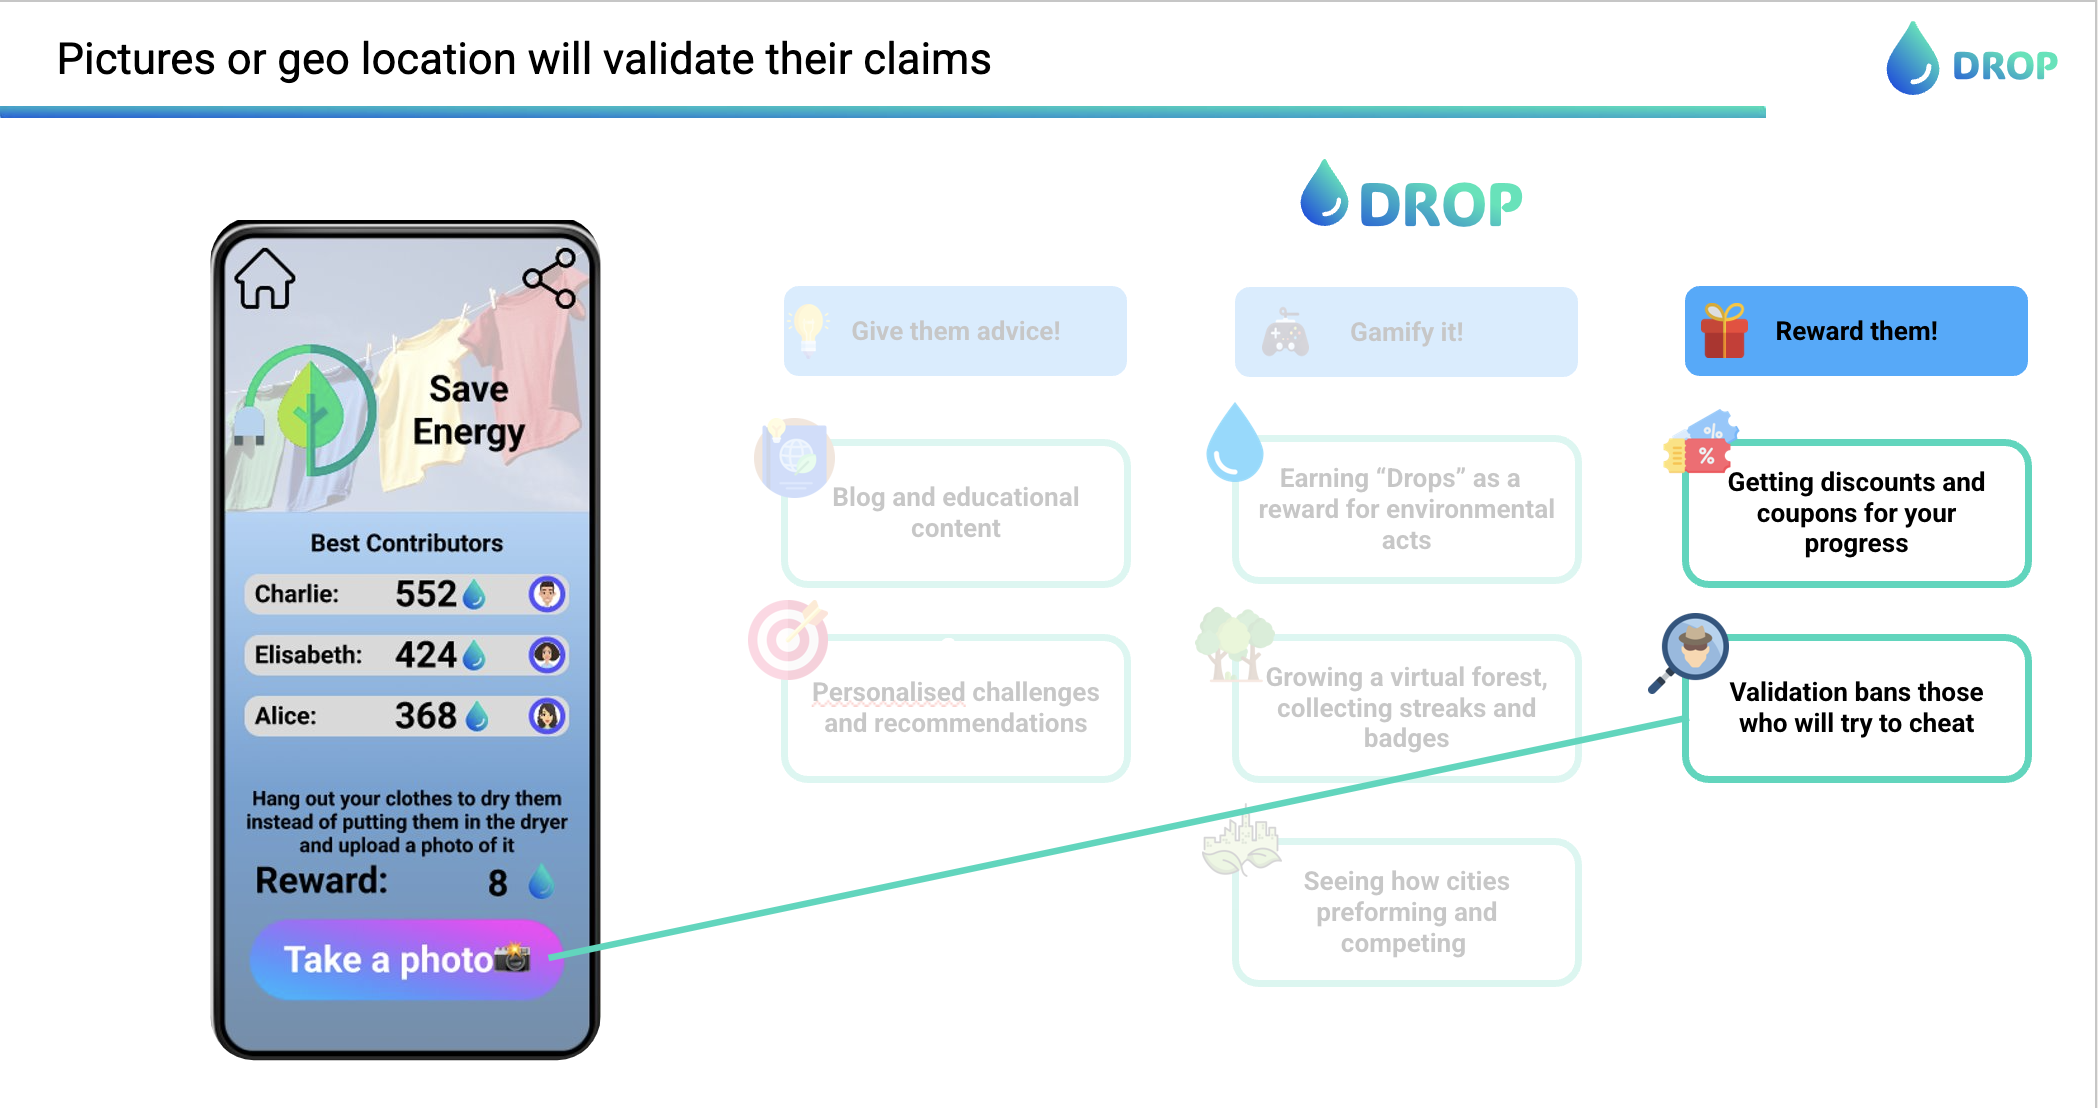 Pictures or geo location will validate their claims
DROP
DROP
Save
Energy
Best Contributors
Charlie: 552
Elisabeth: 424
Alice: 368
Hang out your clothes to dry them
instead of putting them in the dryer
and upload a photo of it
Reward: 8
Take a photo📸
Give them advice!
Blog and educational
content
Personalised challenges
and recommendations
Gamify it!
Earning “Drops” as a
reward for environmental
acts
Growing a virtual forest,
collecting streaks and
badges
Seeing how cities
preforming and
competing
Reward them!
%
%
Getting discounts and
coupons for your
progress
Validation bans those
who will try to cheat